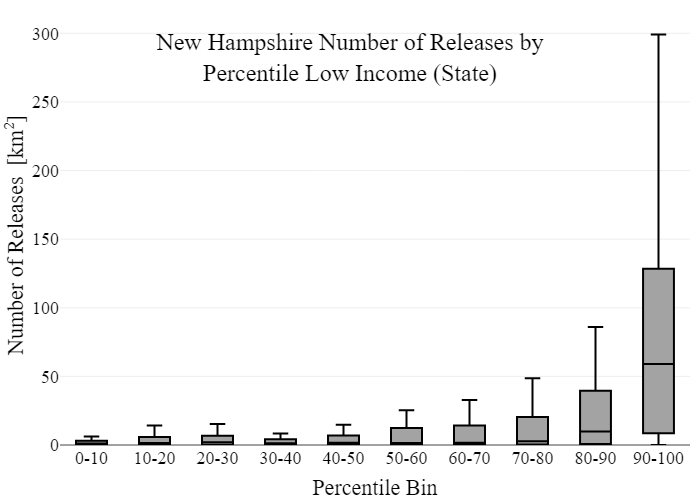 New Hampshire Number of Releases by
Percentile Low Income (State)
Number of Releases [km²]
300
250
200
150
100
50
0
0-10 10-20 20-30 30-40 40-50 50-60 60-70 70-80 80-90 90-100
Percentile Bin